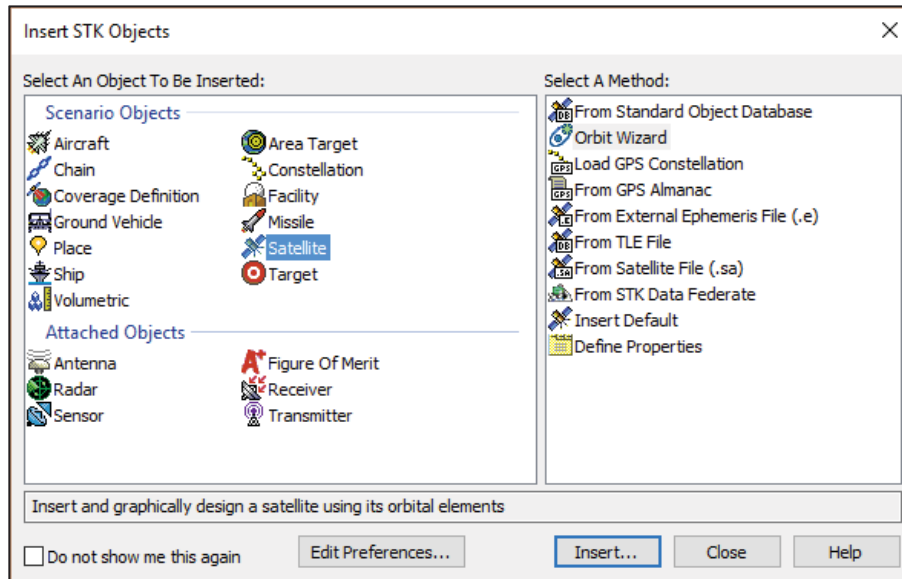 Insert STK Objects
Select An Object To Be Inserted:
Scenario Objects
Aircraft
Area Target
Chain
Constellation
Coverage Definition
Facility
Ground Vehicle
Missile
Place
Satellite
Ship
Target
Volumetric
Attached Objects
Antenna
Figure Of Merit
Radar
Receiver
Sensor
Transmitter
Select A Method:
From Standard Object Database
Orbit Wizard
Load GPS Constellation
From GPS Almanac
From External Ephemeris File (.e)
From TLE File
From Satellite File (.sa)
From STK Data Federate
Insert Default
Define Properties
Insert and graphically design a satellite using its orbital elements
Do not show me this again
Edit Preferences...
Insert...
Close
Help